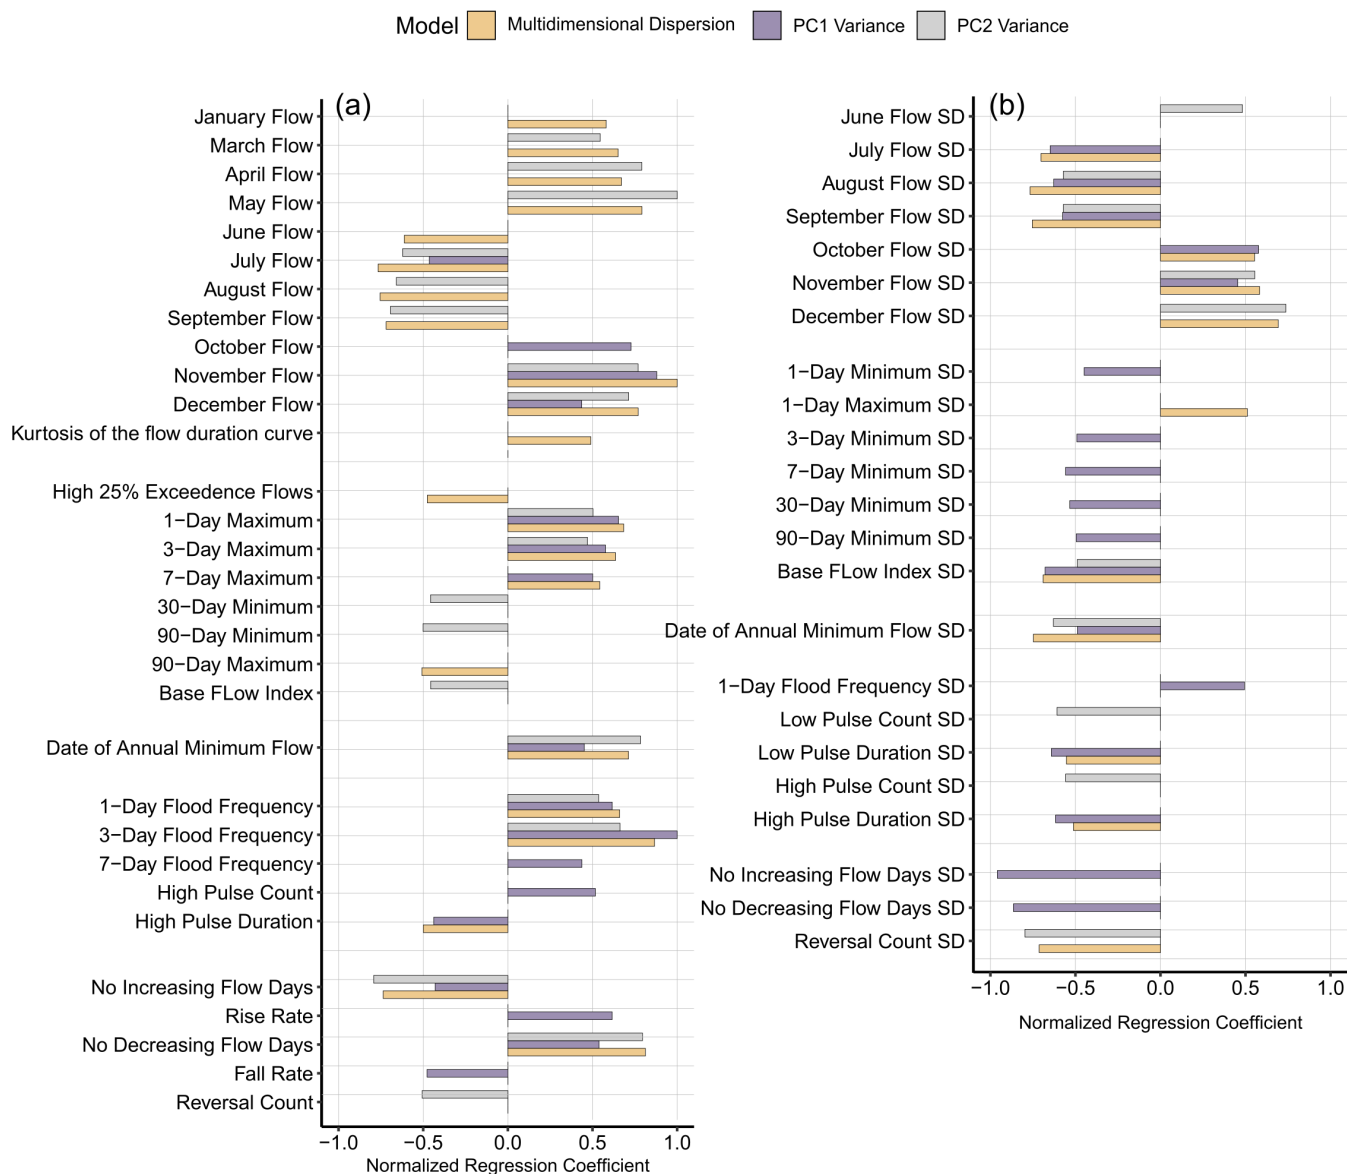 Model Multidimensional Dispersion PC1 Variance PC2 Variance
(a)
January Flow
March Flow
April Flow
May Flow
June Flow
July Flow
August Flow
September Flow
October Flow
November Flow
December Flow
Kurtosis of the flow duration curve
High 25% Exceedence Flows
1−Day Maximum
3−Day Maximum
7−Day Maximum
30−Day Minimum
90−Day Minimum
90−Day Maximum
Base FLow Index
Date of Annual Minimum Flow
1−Day Flood Frequency
3−Day Flood Frequency
7−Day Flood Frequency
High Pulse Count
High Pulse Duration
No Increasing Flow Days
Rise Rate
No Decreasing Flow Days
Fall Rate
Reversal Count
−1.0 −0.5 0.0 0.5 1.0
Normalized Regression Coefficient
(b)
June Flow SD
July Flow SD
August Flow SD
September Flow SD
October Flow SD
November Flow SD
December Flow SD
1−Day Minimum SD
1−Day Maximum SD
3−Day Minimum SD
7−Day Minimum SD
30−Day Minimum SD
90−Day Minimum SD
Base FLow Index SD
Date of Annual Minimum Flow SD
1−Day Flood Frequency SD
Low Pulse Count SD
Low Pulse Duration SD
High Pulse Count SD
High Pulse Duration SD
No Increasing Flow Days SD
No Decreasing Flow Days SD
Reversal Count SD
−1.0 −0.5 0.0 0.5 1.0
Normalized Regression Coefficient